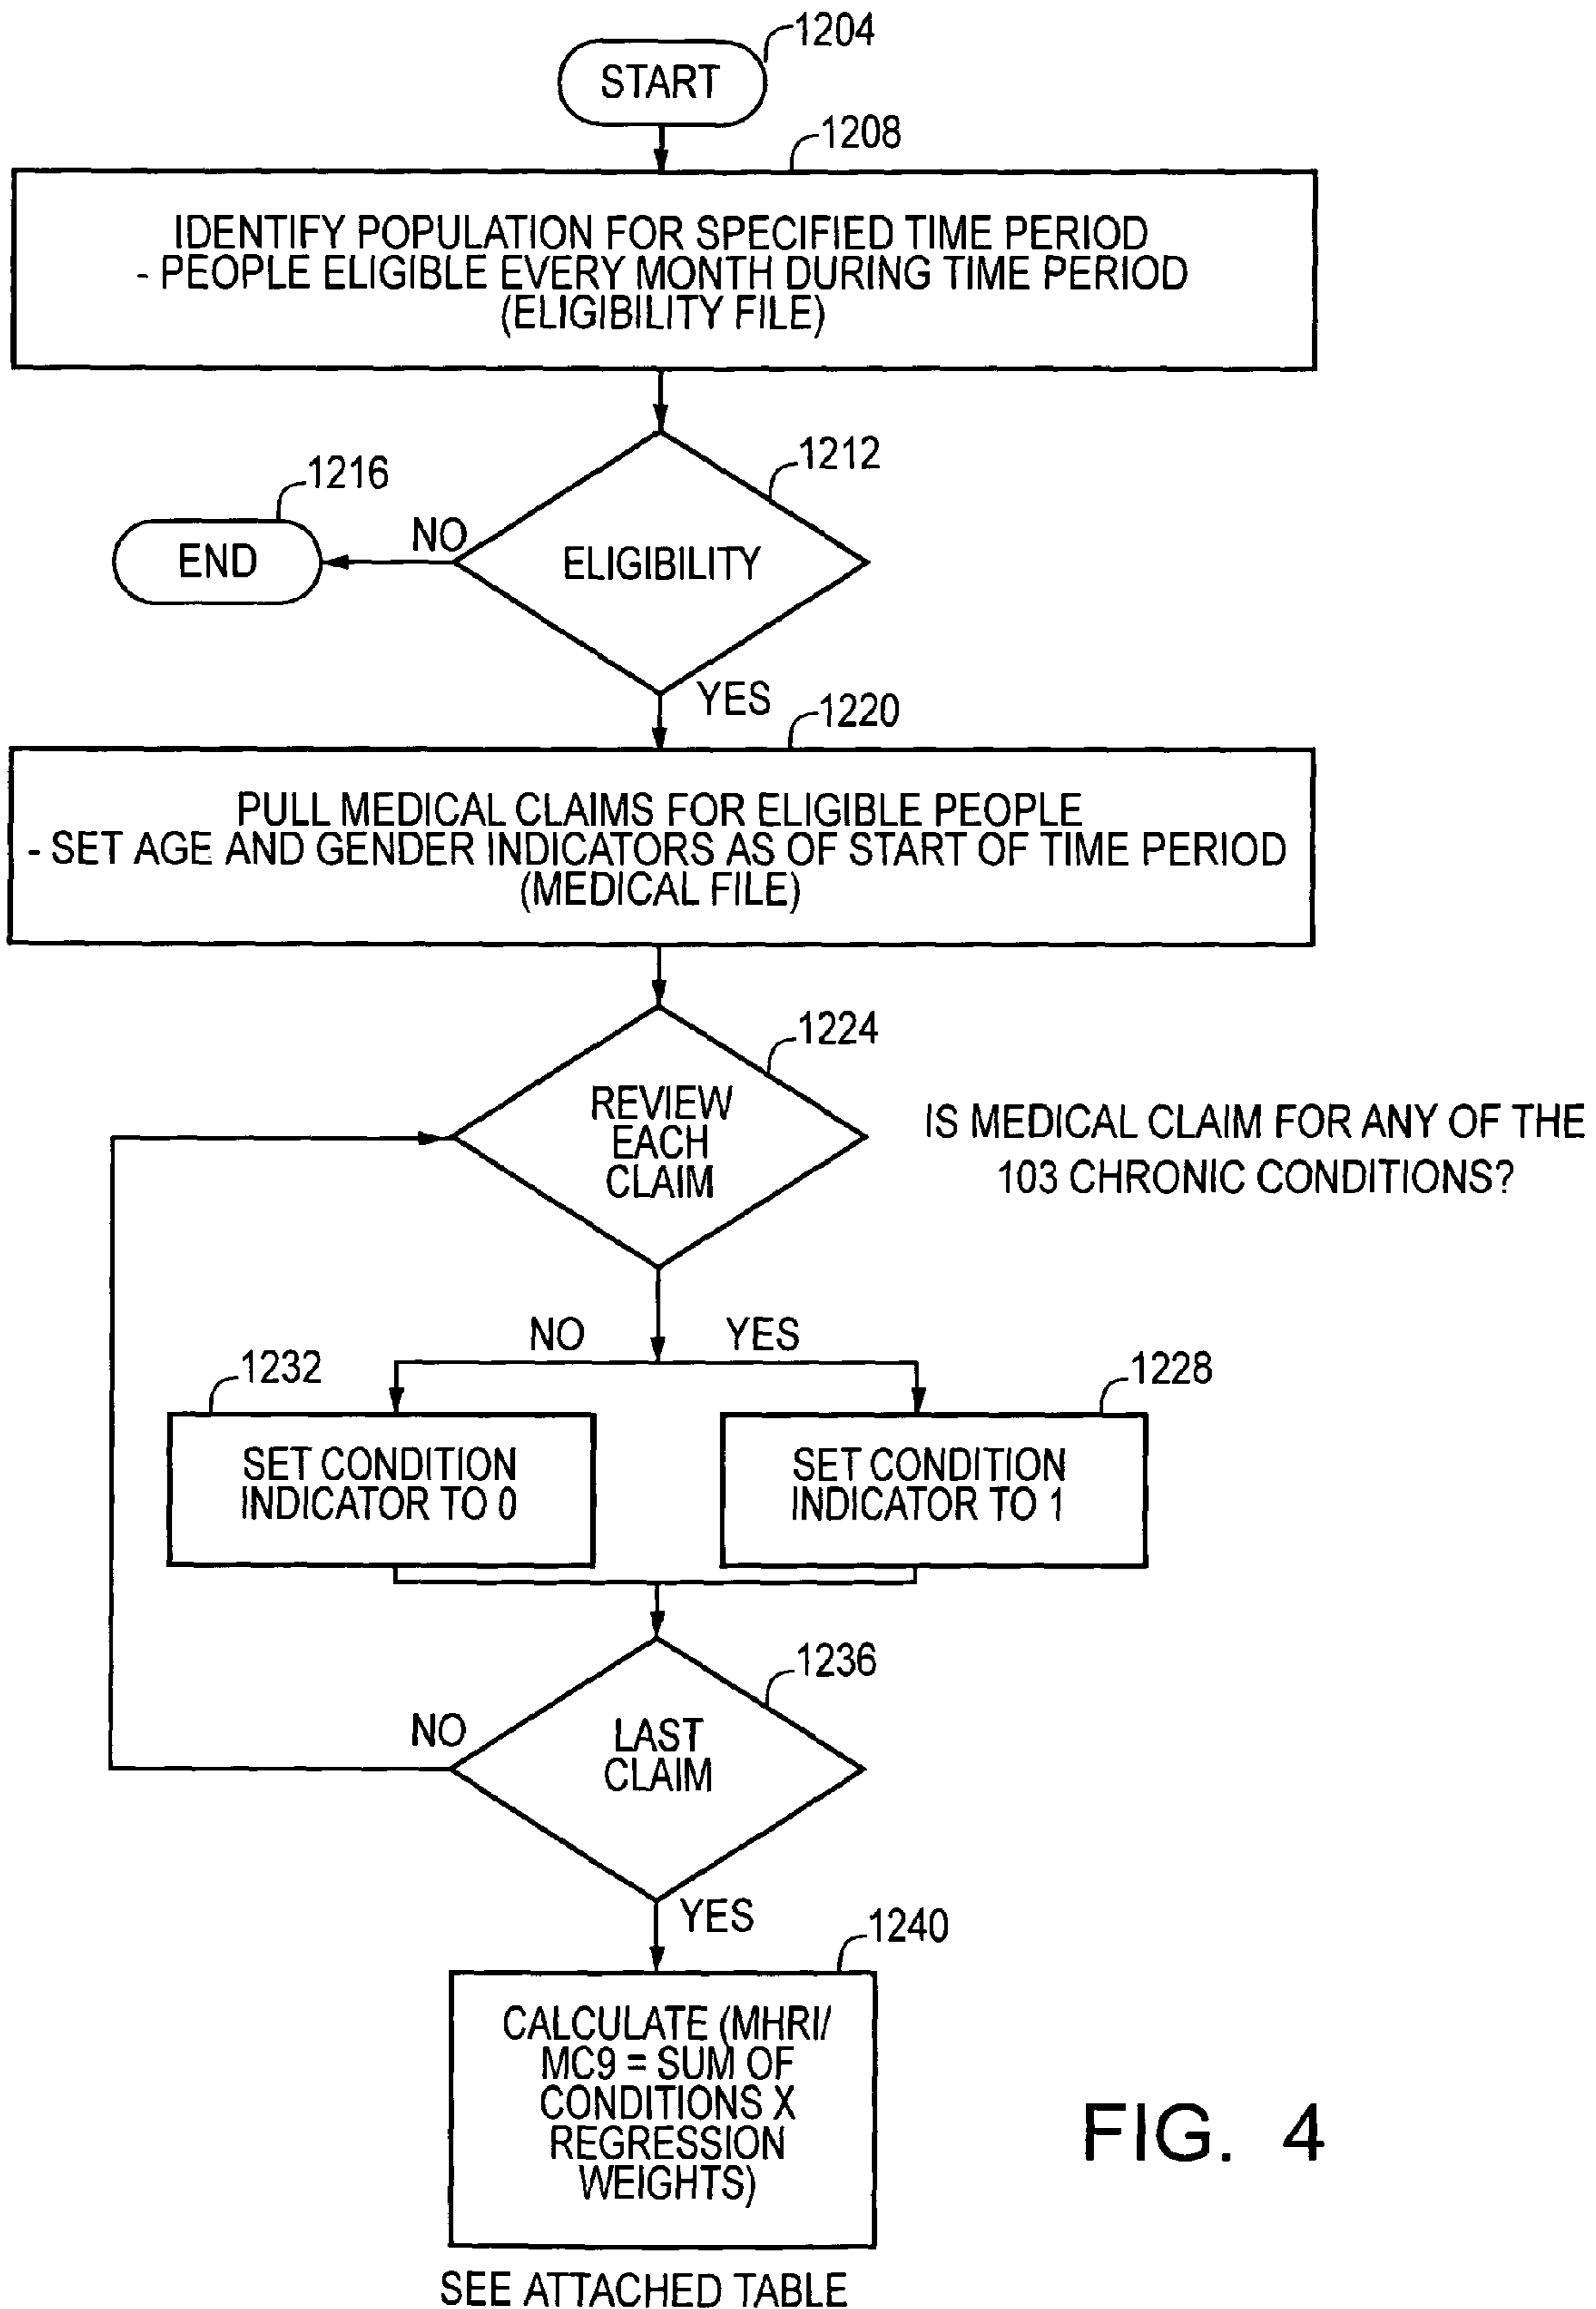 1204
START
1208
IDENTIFY POPULATION FOR SPECIFIED TIME PERIOD
- PEOPLE ELIGIBLE EVERY MONTH DURING TIME PERIOD
(ELIGIBILITY FILE)
1212
1216
NO
END
ELIGIBILITY
YES
1220
PULL MEDICAL CLAIMS FOR ELIGIBLE PEOPLE
- SET AGE AND GENDER INDICATORS AS OF START OF TIME PERIOD
(MEDICAL FILE)
1224
REVIEW
EACH
CLAIM
IS MEDICAL CLAIM FOR ANY OF THE
103 CHRONIC CONDITIONS?
NO
YES
1232
1228
SET CONDITION
INDICATOR TO 0
SET CONDITION
INDICATOR TO 1
1236
NO
LAST
CLAIM
YES
1240
CALCULATE (MHRI/
MC9 = SUM OF
CONDITIONS X
REGRESSION
WEIGHTS)
FIG. 4
SEE ATTACHED TABLE